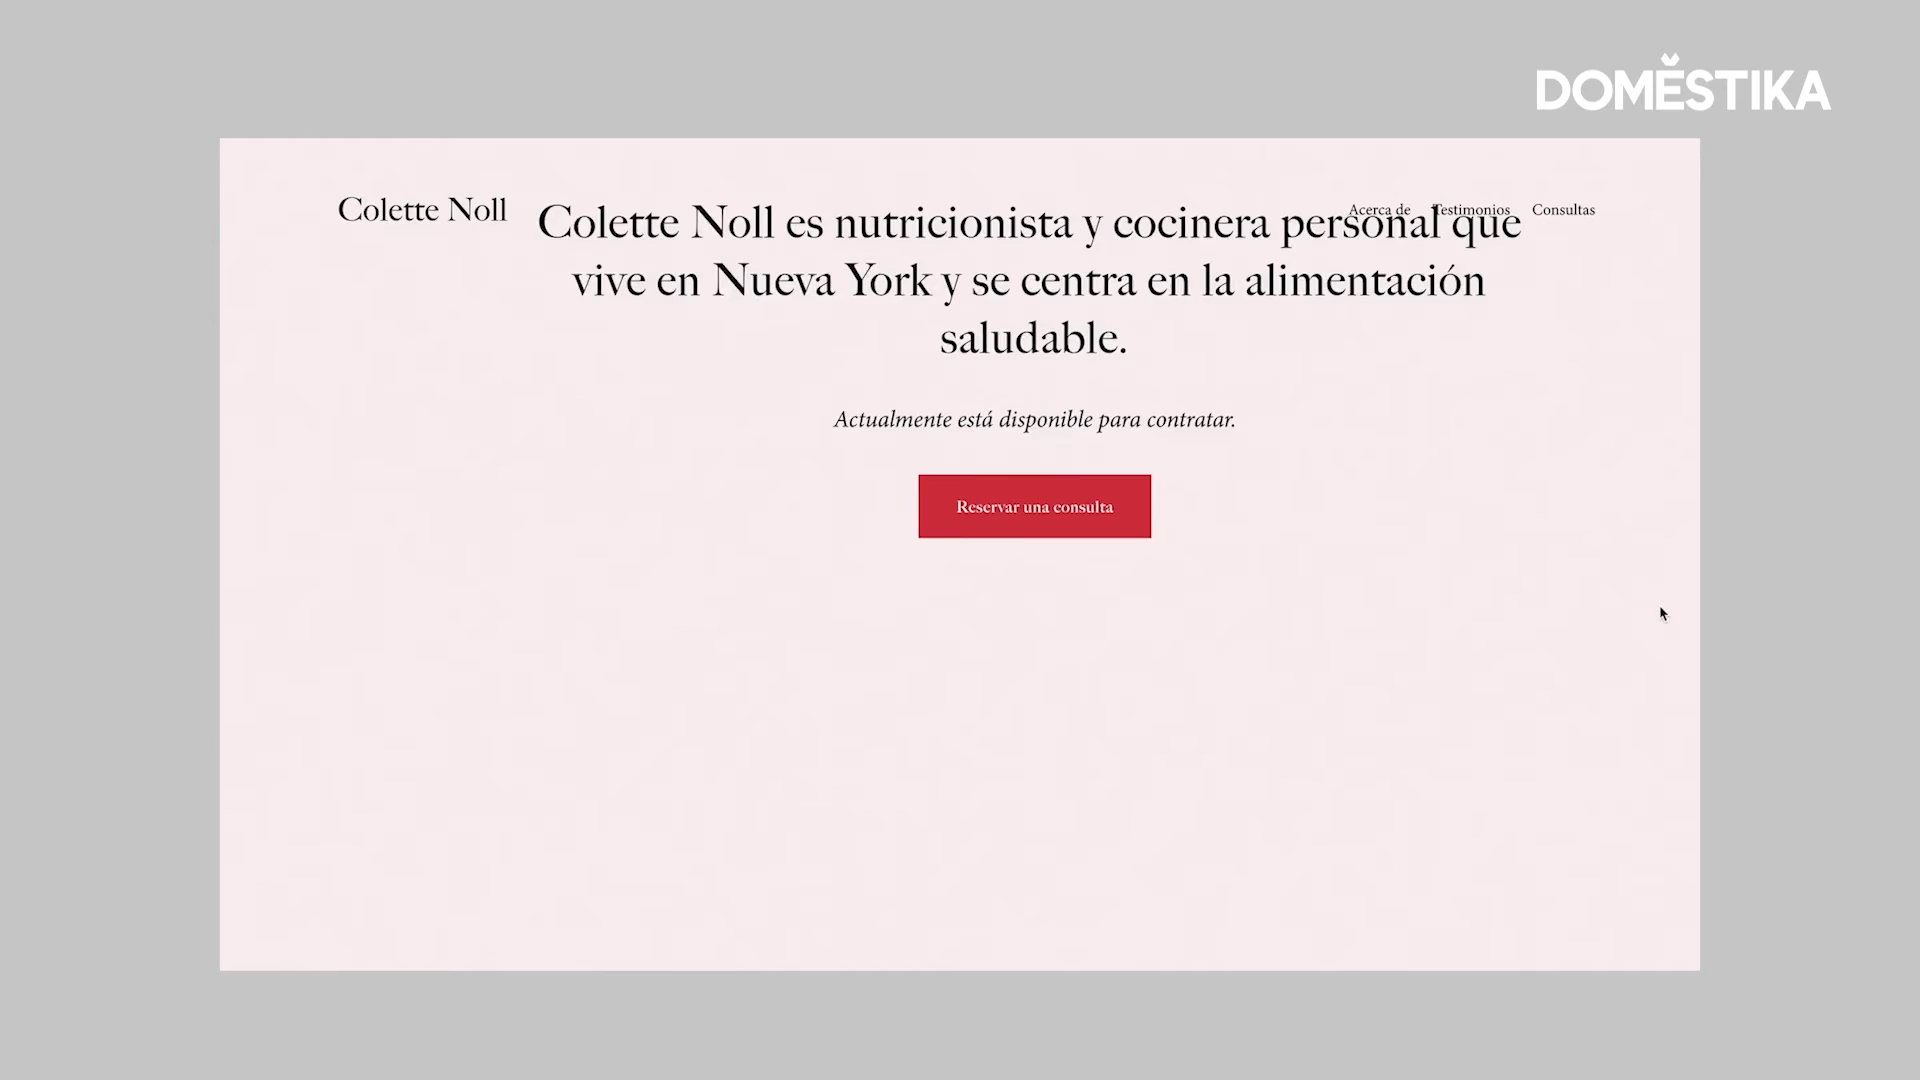 DOMĔSTIKA
Colette Noll
Acerca de Testimonios Consultas
Colette Noll es nutricionista y cocinera personal que
vive en Nueva York y se centra en la alimentación
saludable.
Actualmente está disponible para contratar.
Reservar una consulta